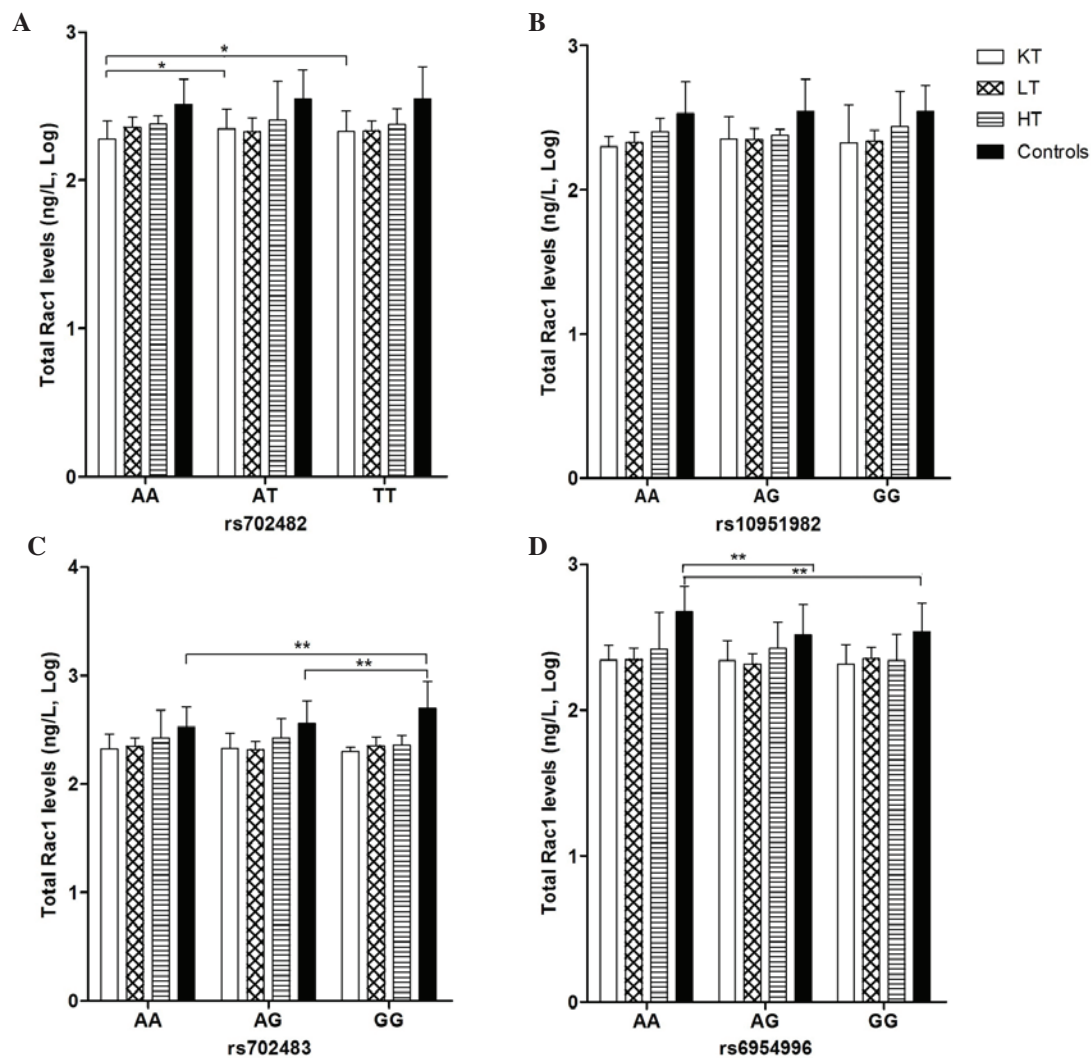 A
Total Rac1 levels (ng/L, Log)
3
2
1
0
*
*
AA
AT
TT
rs702482
B
Total Rac1 levels (ng/L, Log)
3
2
1
0
AA
AG
GG
rs10951982
KT
LT
HT
Controls
C
Total Rac1 levels (ng/L, Log)
4
3
2
1
0
**
**
AA
AG
GG
rs702483
D
Total Rac1 levels (ng/L, Log)
3
2
1
0
**
**
AA
AG
GG
rs6954996